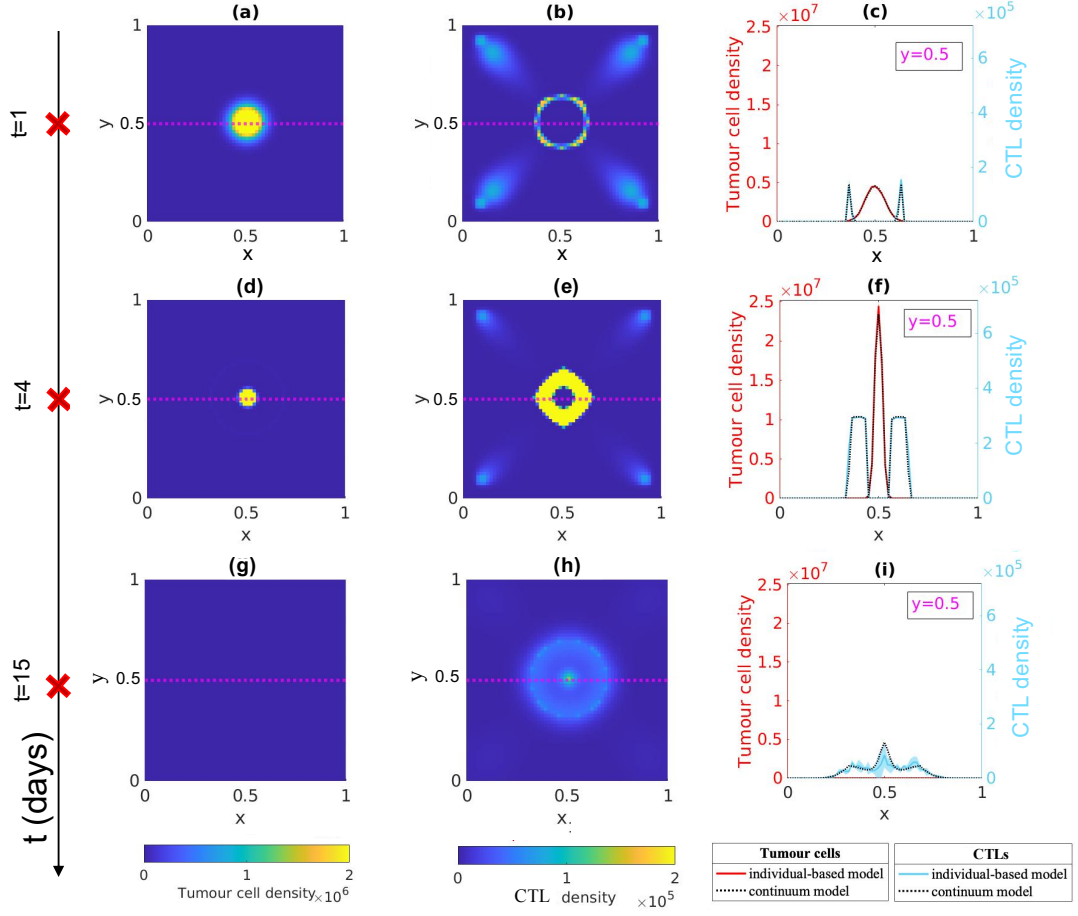 (a) (b) (c)
×10⁷ ×10⁵
t=1
y 1 0.5 0
0 0.5 1
x
1 0.5 0
y
0 0.5 1
x
Tumour cell density
2.5 2 1.5 1 0.5 0
y=0.5
6 4 2 0
CTL density
0 0.5 1
x
(d) (e) (f)
×10⁷ ×10⁵
t=4
y 1 0.5 0
0 0.5 1
x
1 0.5 0
y
0 0.5 1
x
Tumour cell density
2.5 2 1.5 1 0.5 0
y=0.5
6 4 2 0
CTL density
0 0.5 1
x
(g) (h) (i)
×10⁷ ×10⁵
t=15
y 1 0.5 0
0 0.5 1
x
1 0.5 0
y
0 0.5 1
x
Tumour cell density
2.5 2 1.5 1 0.5 0
y=0.5
6 4 2 0
CTL density
0 0.5 1
x
t (days)
0 1 2
Tumour cell density ×10⁶
0 1 2
CTL density ×10⁵
Tumour cells
individual-based model
continuum model
CTLs
individual-based model
continuum model